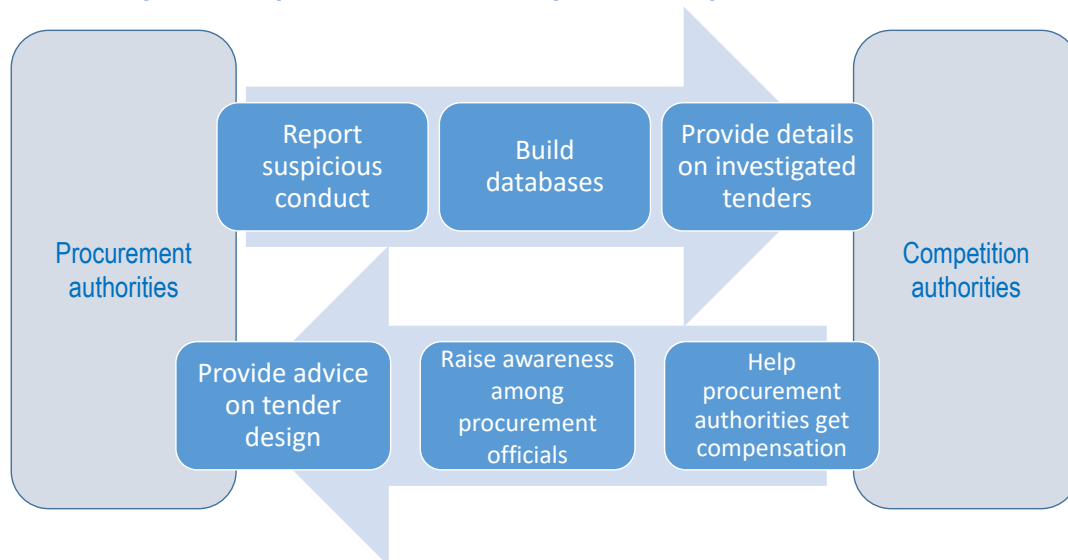 Report
suspicious
conduct
Build
databases
Provide details
on investigated
tenders
Procurement
authorities
Competition
authorities
Provide advice
on tender
design
Raise awareness
among
procurement
officials
Help
procurement
authorities get
compensation